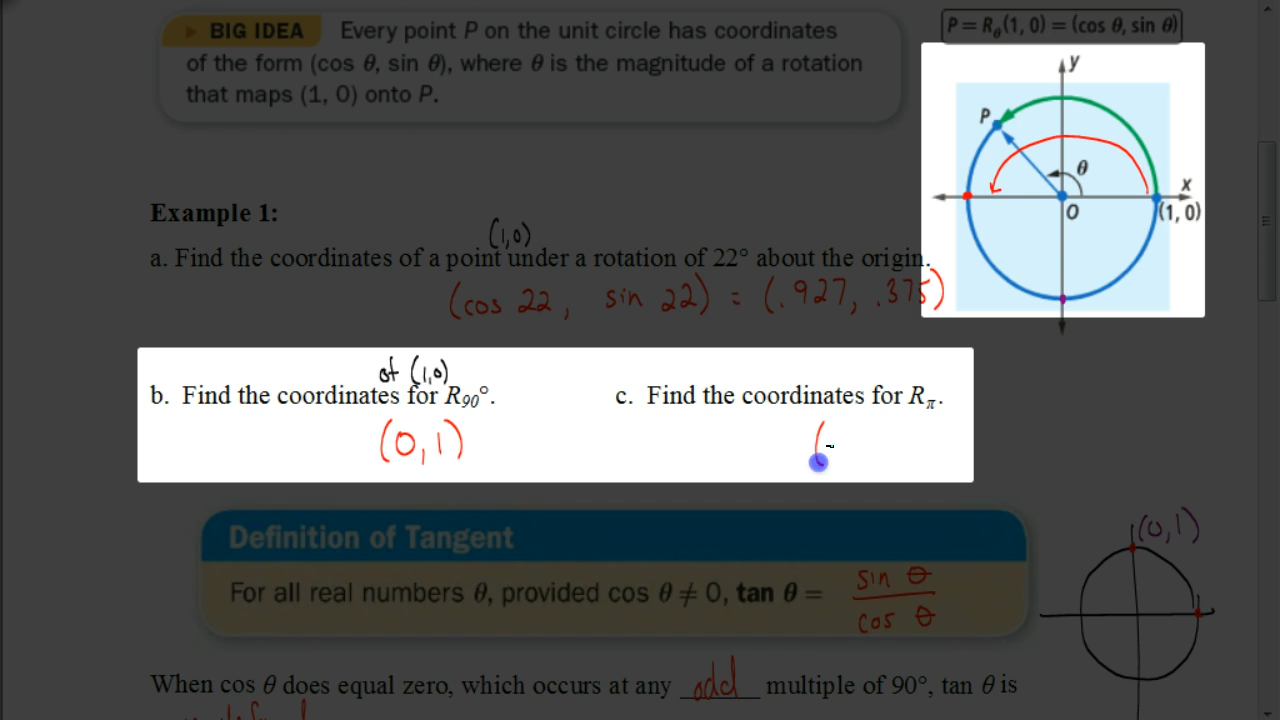 ▶ BIG IDEA Every point P on the unit circle has coordinates
of the form (cos θ, sin θ), where θ is the magnitude of a rotation
that maps (1, 0) onto P.
P = Rθ(1, 0) = (cos θ, sin θ)
y
P
θ
x
O
(1, 0)
Example 1:
(1,0)
a. Find the coordinates of a point under a rotation of 22° about the origin.
(cos 22, sin 22) = (.927, .375)
of (1,0)
b. Find the coordinates for R90°.
c. Find the coordinates for Rπ.
(0,1)
(-
Definition of Tangent
For all real numbers θ, provided cos θ ≠ 0, tan θ = sin θ / cos θ
(0,1)
When cos θ does equal zero, which occurs at any odd multiple of 90°, tan θ is